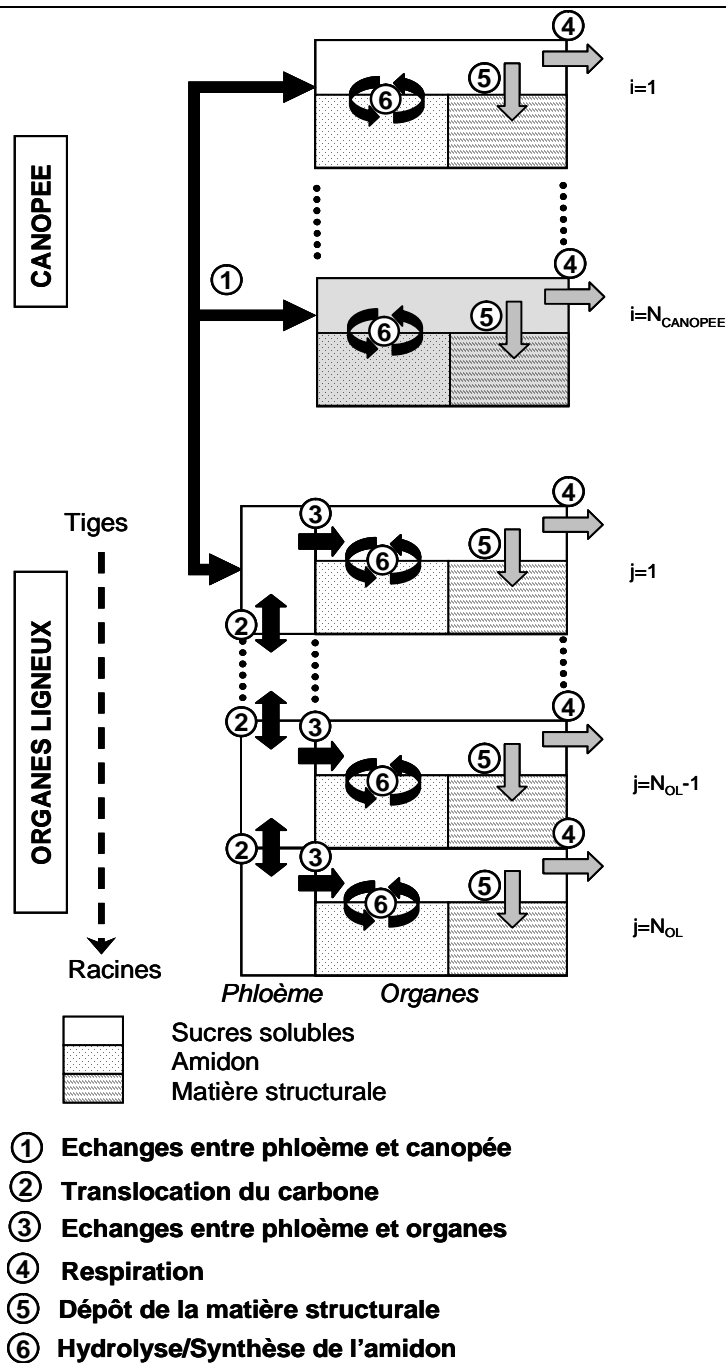 ④
⑤
⑥
i=1
CANOPEE
①
④
⑤
⑥
i=N_CANOPEE
Tiges
③
④
⑤
⑥
j=1
②
ORGANES LIGNEUX
②
③
④
⑤
⑥
j=N_OL-1
②
③
④
⑤
⑥
j=N_OL
Racines
Phloème Organes
Sucres solubles
Amidon
Matière structurale
① Echanges entre phloème et canopée
② Translocation du carbone
③ Echanges entre phloème et organes
④ Respiration
⑤ Dépôt de la matière structurale
⑥ Hydrolyse/Synthèse de l'amidon